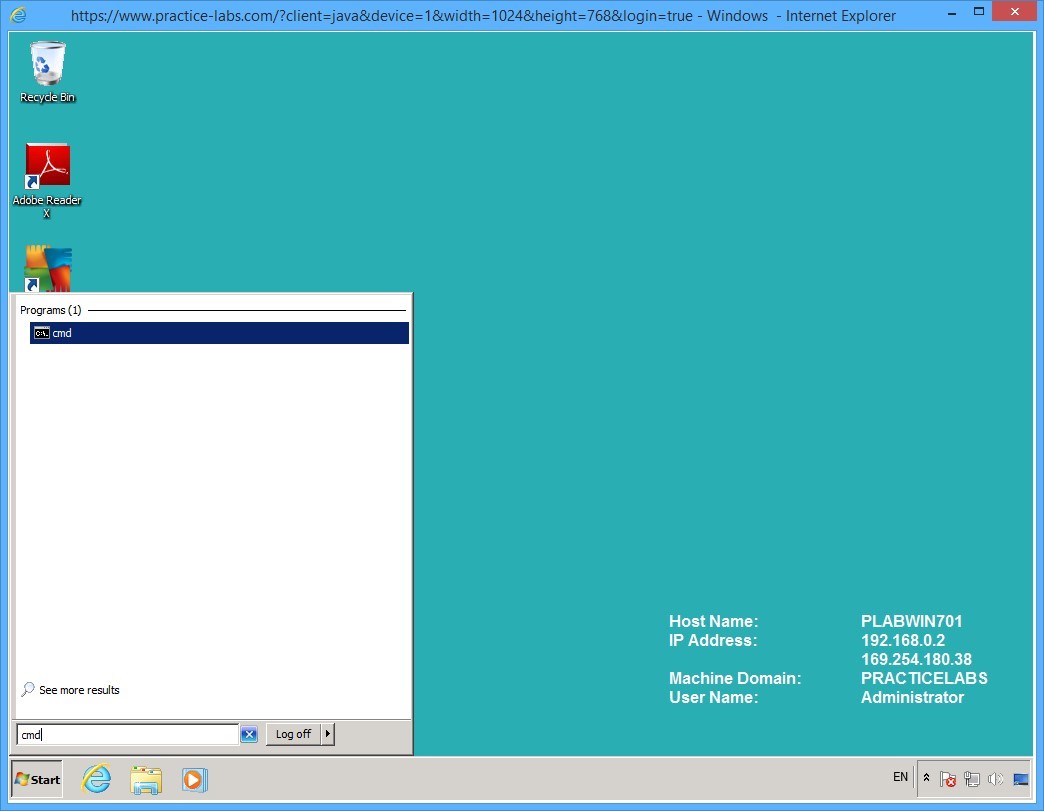 https://www.practice-labs.com/?client=java&device=1&width=1024&height=768&login=true - Windows - Internet Explorer
Recycle Bin
Adobe Reader
X
Programs (1)
C:\. cmd
See more results
cmd
Log off
Host Name: PLABWIN701
IP Address: 192.168.0.2
169.254.180.38
Machine Domain: PRACTICELABS
User Name: Administrator
Start
EN